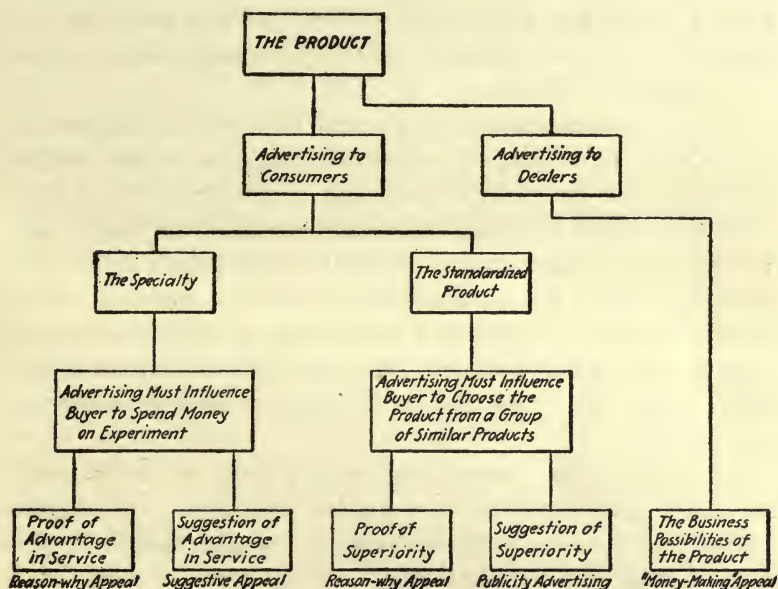 THE PRODUCT
Advertising to
Consumers
Advertising to
Dealers
The Specialty
The Standardized
Product
Advertising Must Influence
Buyer to Spend Money
on Experiment
Advertising Must Influence
Buyer to Choose the
Product from a Group
of Similar Products
Proof of
Advantage
in Service
Reason-why Appeal
Suggestion of
Advantage
in Service
Suggestive Appeal
Proof of
Superiority
Reason-why Appeal
Suggestion of
Superiority
Publicity Advertising
The Business
Possibilities of
the Product
"Money-Making" Appeal